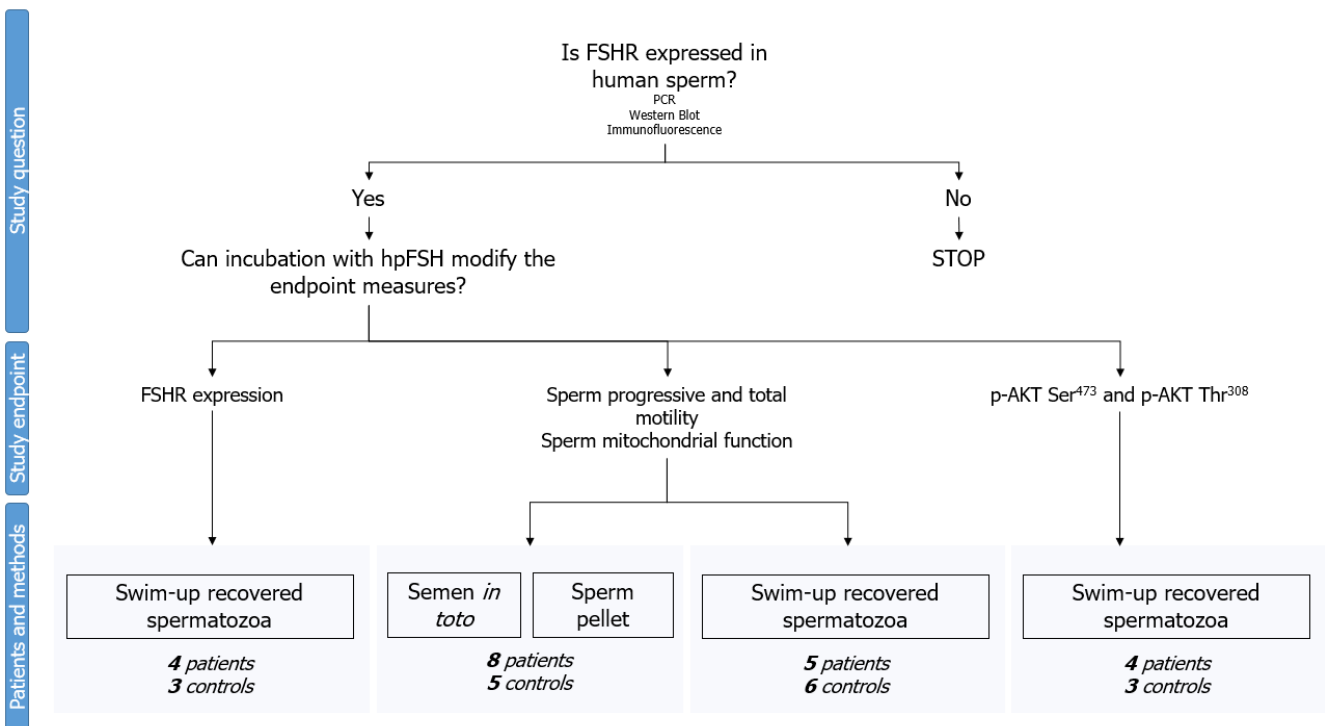 Study question
Is FSHR expressed in
human sperm?
PCR
Western Blot
Immunofluorescence
Yes
No
Can incubation with hpFSH modify the
endpoint measures?
STOP
Study endpoint
FSHR expression
Sperm progressive and total
motility
Sperm mitochondrial function
p-AKT Ser⁴⁷³ and p-AKT Thr³⁰⁸
Patients and methods
Swim-up recovered
spermatozoa
4 patients
3 controls
Semen in
toto
Sperm
pellet
8 patients
5 controls
Swim-up recovered
spermatozoa
5 patients
6 controls
Swim-up recovered
spermatozoa
4 patients
3 controls